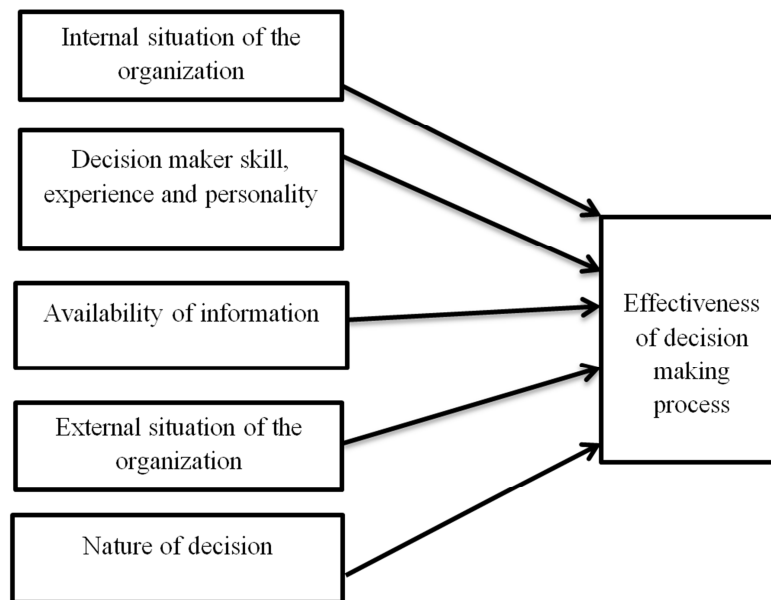 Internal situation of the
organization
Decision maker skill,
experience and personality
Availability of information
External situation of the
organization
Nature of decision
Effectiveness
of decision
making
process